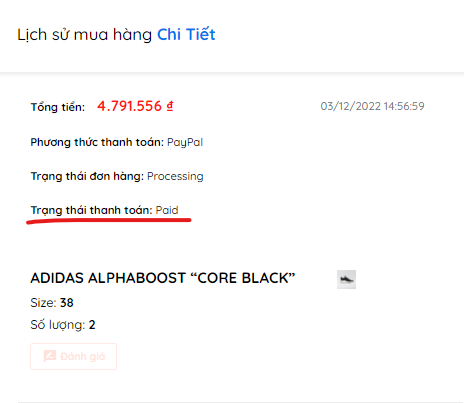 Lịch sử mua hàng Chi Tiết
Tổng tiền: 4.791.556 ₫ 03/12/2022 14:56:59
Phương thức thanh toán: PayPal
Trạng thái đơn hàng: Processing
Trạng thái thanh toán: Paid
ADIDAS ALPHABOOST “CORE BLACK”
Size: 38
Số lượng: 2
Đánh giá